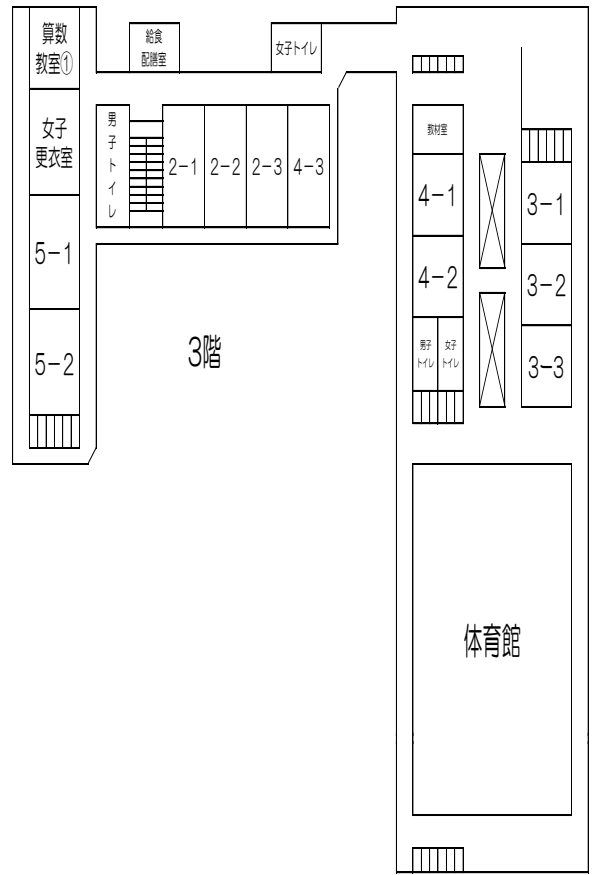 算数
教室①
給食
配膳室
女子トイレ
女子
更衣室
男子トイレ
2-1
2-2
2-3
4-3
教材室
4-1
3-1
5-1
4-2
3-2
3階
男子
トイレ
女子
トイレ
5-2
3-3
体育館